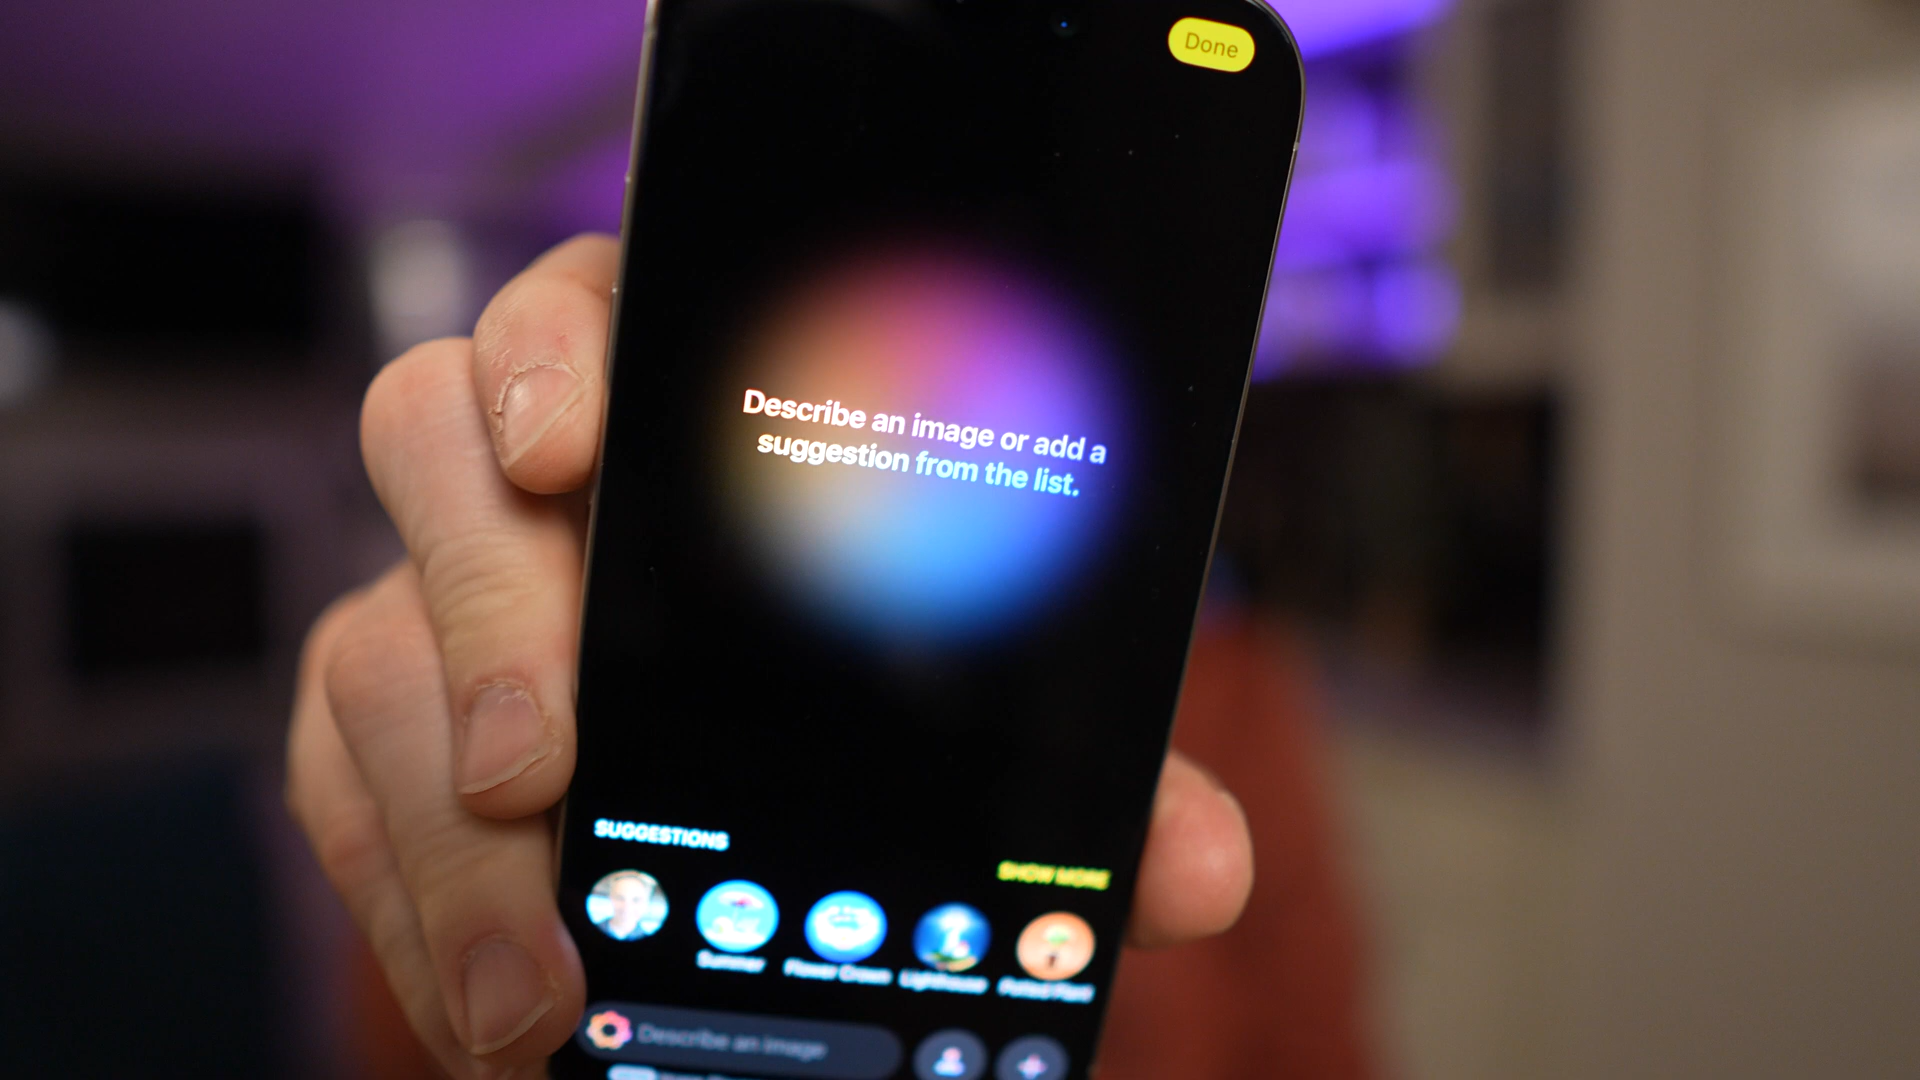 Done
Describe an image or add a
suggestion from the list.
SUGGESTIONS
SHOW MORE
Summer
Flower Crown
Lighthouse
Potted Plant
Describe an image